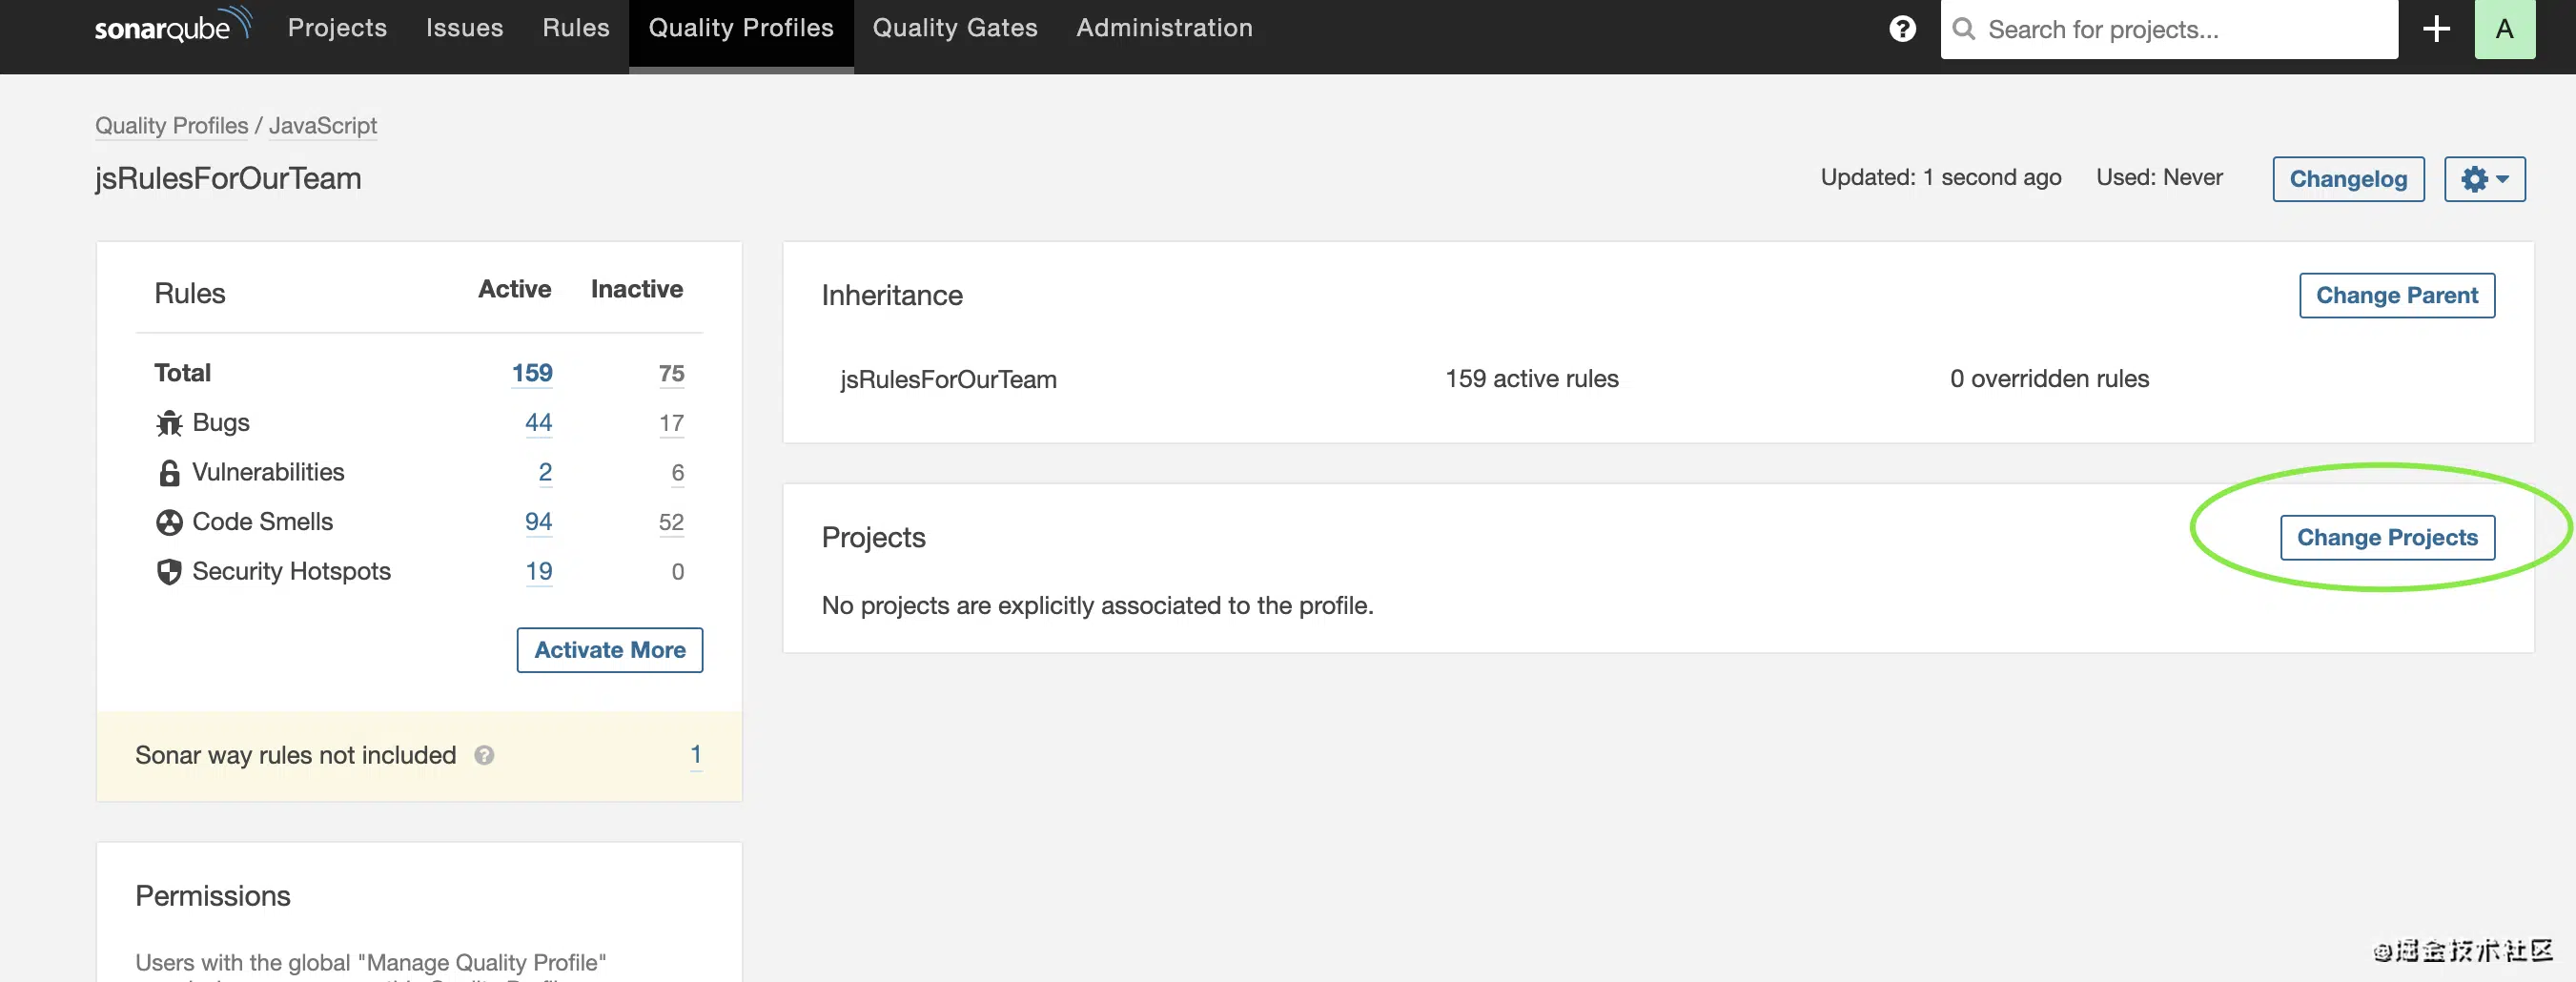 sonarqube Projects Issues Rules Quality Profiles Quality Gates Administration Search for projects... A
Quality Profiles / JavaScript
jsRulesForOurTeam
Updated: 1 second ago Used: Never Changelog
Rules Active Inactive
Total 159 75
Bugs 44 17
Vulnerabilities 2 6
Code Smells 94 52
Security Hotspots 19 0
Activate More
Sonar way rules not included ? 1
Permissions
Users with the global "Manage Quality Profile"
Inheritance Change Parent
jsRulesForOurTeam 159 active rules 0 overridden rules
Projects Change Projects
No projects are explicitly associated to the profile.
@掘金技术社区